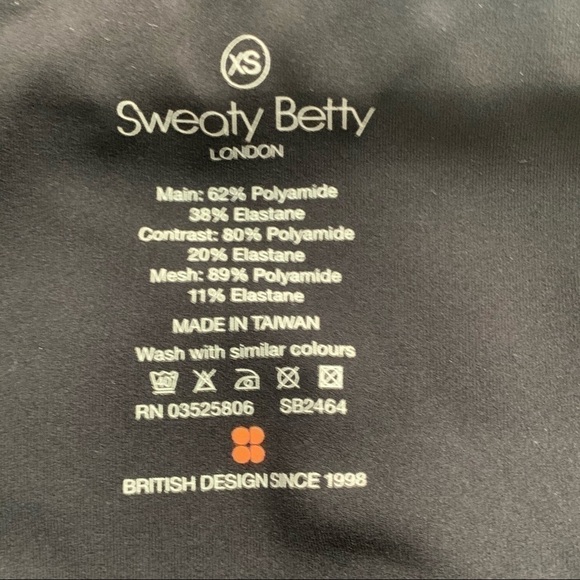 XS
Sweaty Betty
LONDON
Main: 62% Polyamide
38% Elastane
Contrast: 80% Polyamide
20% Elastane
Mesh: 89% Polyamide
11% Elastane
MADE IN TAIWAN
Wash with similar colours
40
RN 03525806 SB2464
BRITISH DESIGN SINCE 1998